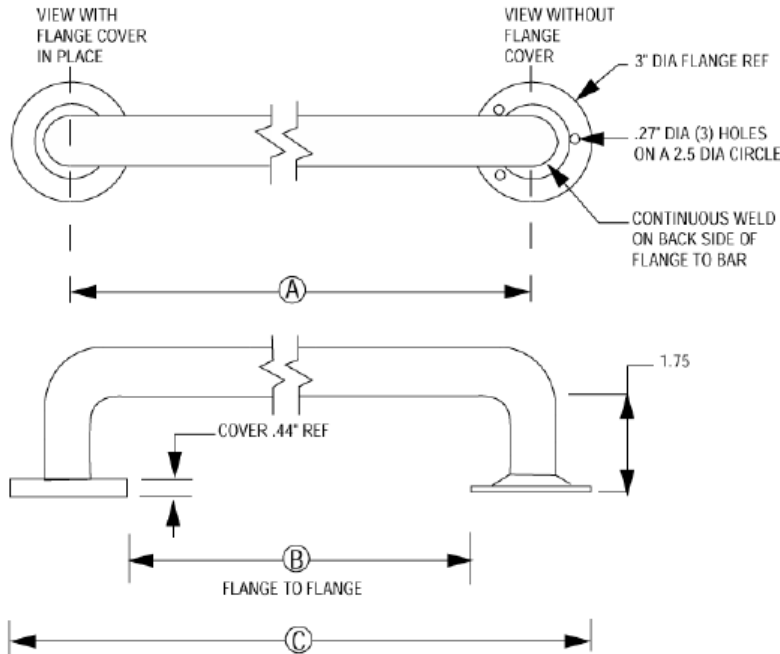 VIEW WITH
FLANGE COVER
IN PLACE
VIEW WITHOUT
FLANGE
COVER
3" DIA FLANGE REF
.27" DIA (3) HOLES
ON A 2.5 DIA CIRCLE
CONTINUOUS WELD
ON BACK SIDE OF
FLANGE TO BAR
A
1.75
COVER .44" REF
B
FLANGE TO FLANGE
C